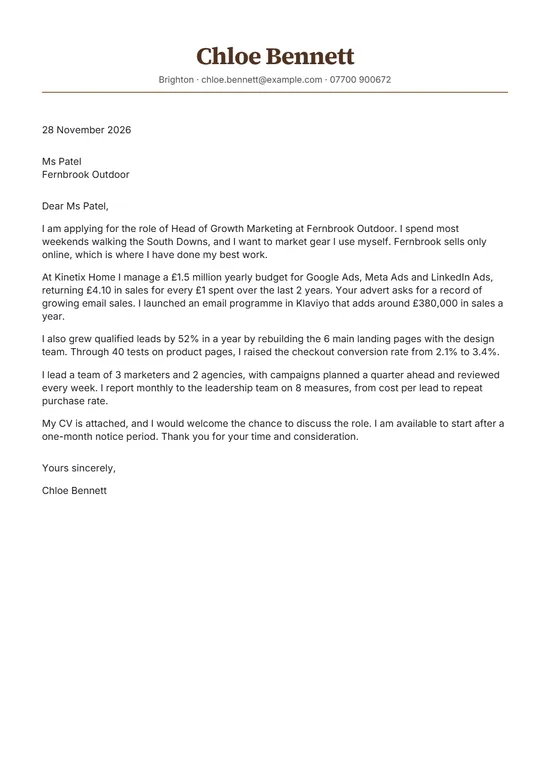 Chloe Bennett
Brighton · chloe.bennett@example.com · 07700 900672
28 November 2026
Ms Patel
Fernbrook Outdoor
Dear Ms Patel,
I am applying for the role of Head of Growth Marketing at Fernbrook Outdoor. I spend most
weekends walking the South Downs, and I want to market gear I use myself. Fernbrook sells only
online, which is where I have done my best work.
At Kinetix Home I manage a £1.5 million yearly budget for Google Ads, Meta Ads and LinkedIn Ads,
returning £4.10 in sales for every £1 spent over the last 2 years. Your advert asks for a record of
growing email sales. I launched an email programme in Klaviyo that adds around £380,000 in sales a
year.
I also grew qualified leads by 52% in a year by rebuilding the 6 main landing pages with the design
team. Through 40 tests on product pages, I raised the checkout conversion rate from 2.1% to 3.4%.
I lead a team of 3 marketers and 2 agencies, with campaigns planned a quarter ahead and reviewed
every week. I report monthly to the leadership team on 8 measures, from cost per lead to repeat
purchase rate.
My CV is attached, and I would welcome the chance to discuss the role. I am available to start after a
one-month notice period. Thank you for your time and consideration.
Yours sincerely,
Chloe Bennett